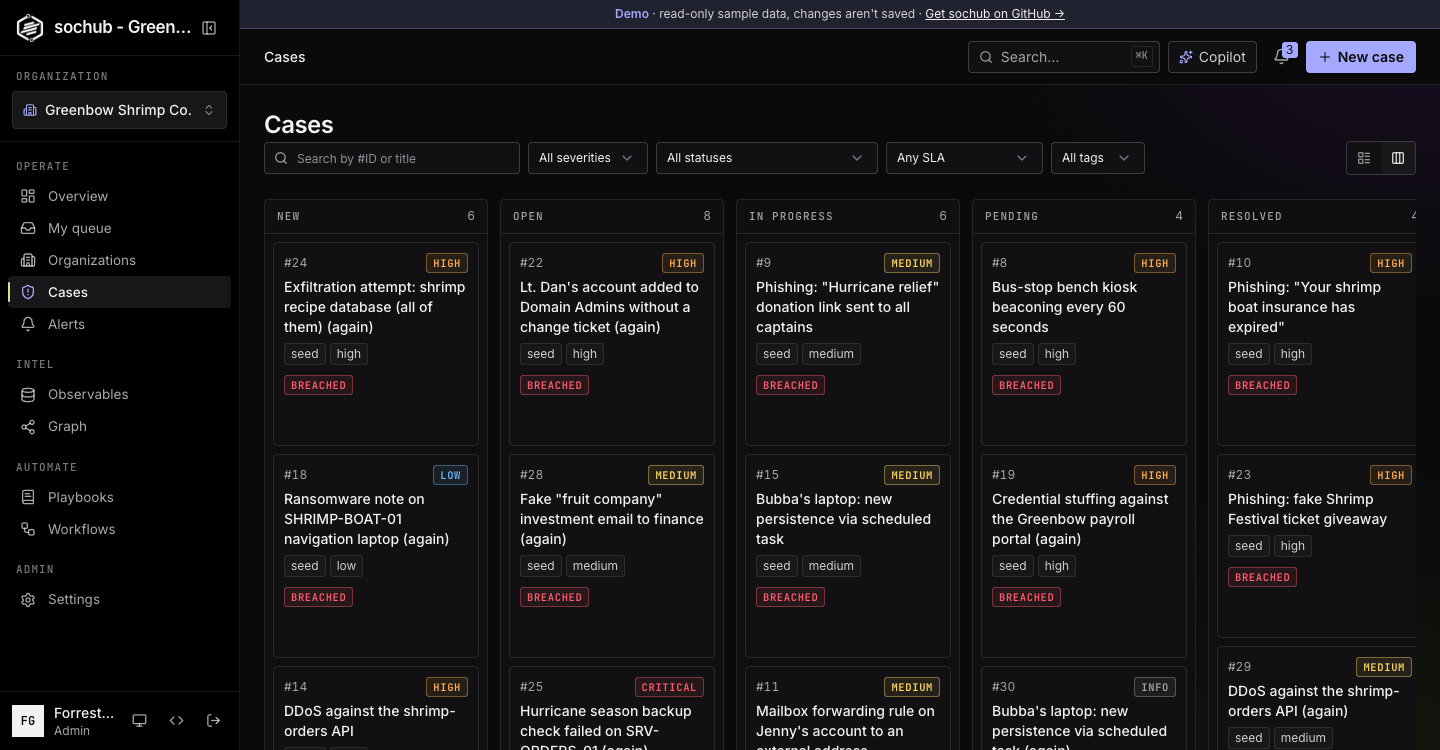 sochub - Green...
ORGANIZATION
Greenbow Shrimp Co.
OPERATE
Overview
My queue
Organizations
Cases
Alerts
INTEL
Observables
Graph
AUTOMATE
Playbooks
Workflows
ADMIN
Settings
FG
Forrest...
Admin
Demo · read-only sample data, changes aren't saved · Get sochub on GitHub →
Cases
Search...
⌘K
Copilot
3
New case
Cases
Search by #ID or title
All severities
All statuses
Any SLA
All tags
NEW 6
#24 HIGH
Exfiltration attempt: shrimp
recipe database (all of
them) (again)
seed high
BREACHED
#18 LOW
Ransomware note on
SHRIMP-BOAT-01
navigation laptop (again)
seed low
BREACHED
#14 HIGH
DDoS against the shrimp-
orders API
OPEN 8
#22 HIGH
Lt. Dan's account added to
Domain Admins without a
change ticket (again)
seed high
BREACHED
#28 MEDIUM
Fake "fruit company"
investment email to finance
(again)
seed medium
BREACHED
#25 CRITICAL
Hurricane season backup
check failed on SRV-
ORDERS-01 (again)
IN PROGRESS 6
#9 MEDIUM
Phishing: "Hurricane relief"
donation link sent to all
captains
seed medium
BREACHED
#15 MEDIUM
Bubba's laptop: new
persistence via scheduled
task
seed medium
BREACHED
#11 MEDIUM
Mailbox forwarding rule on
Jenny's account to an
external address
PENDING 4
#8 HIGH
Bus-stop bench kiosk
beaconing every 60
seconds
seed high
BREACHED
#19 HIGH
Credential stuffing against
the Greenbow payroll
portal (again)
seed high
BREACHED
#30 INFO
Bubba's laptop: new
persistence via scheduled
task (again)
RESOLVED 4
#10 HIGH
Phishing: "Your shrimp
boat insurance has
expired"
seed high
BREACHED
#23 HIGH
Phishing: fake Shrimp
Festival ticket giveaway
seed high
BREACHED
#29 MEDIUM
DDoS against the shrimp-
orders API (again)
seed medium